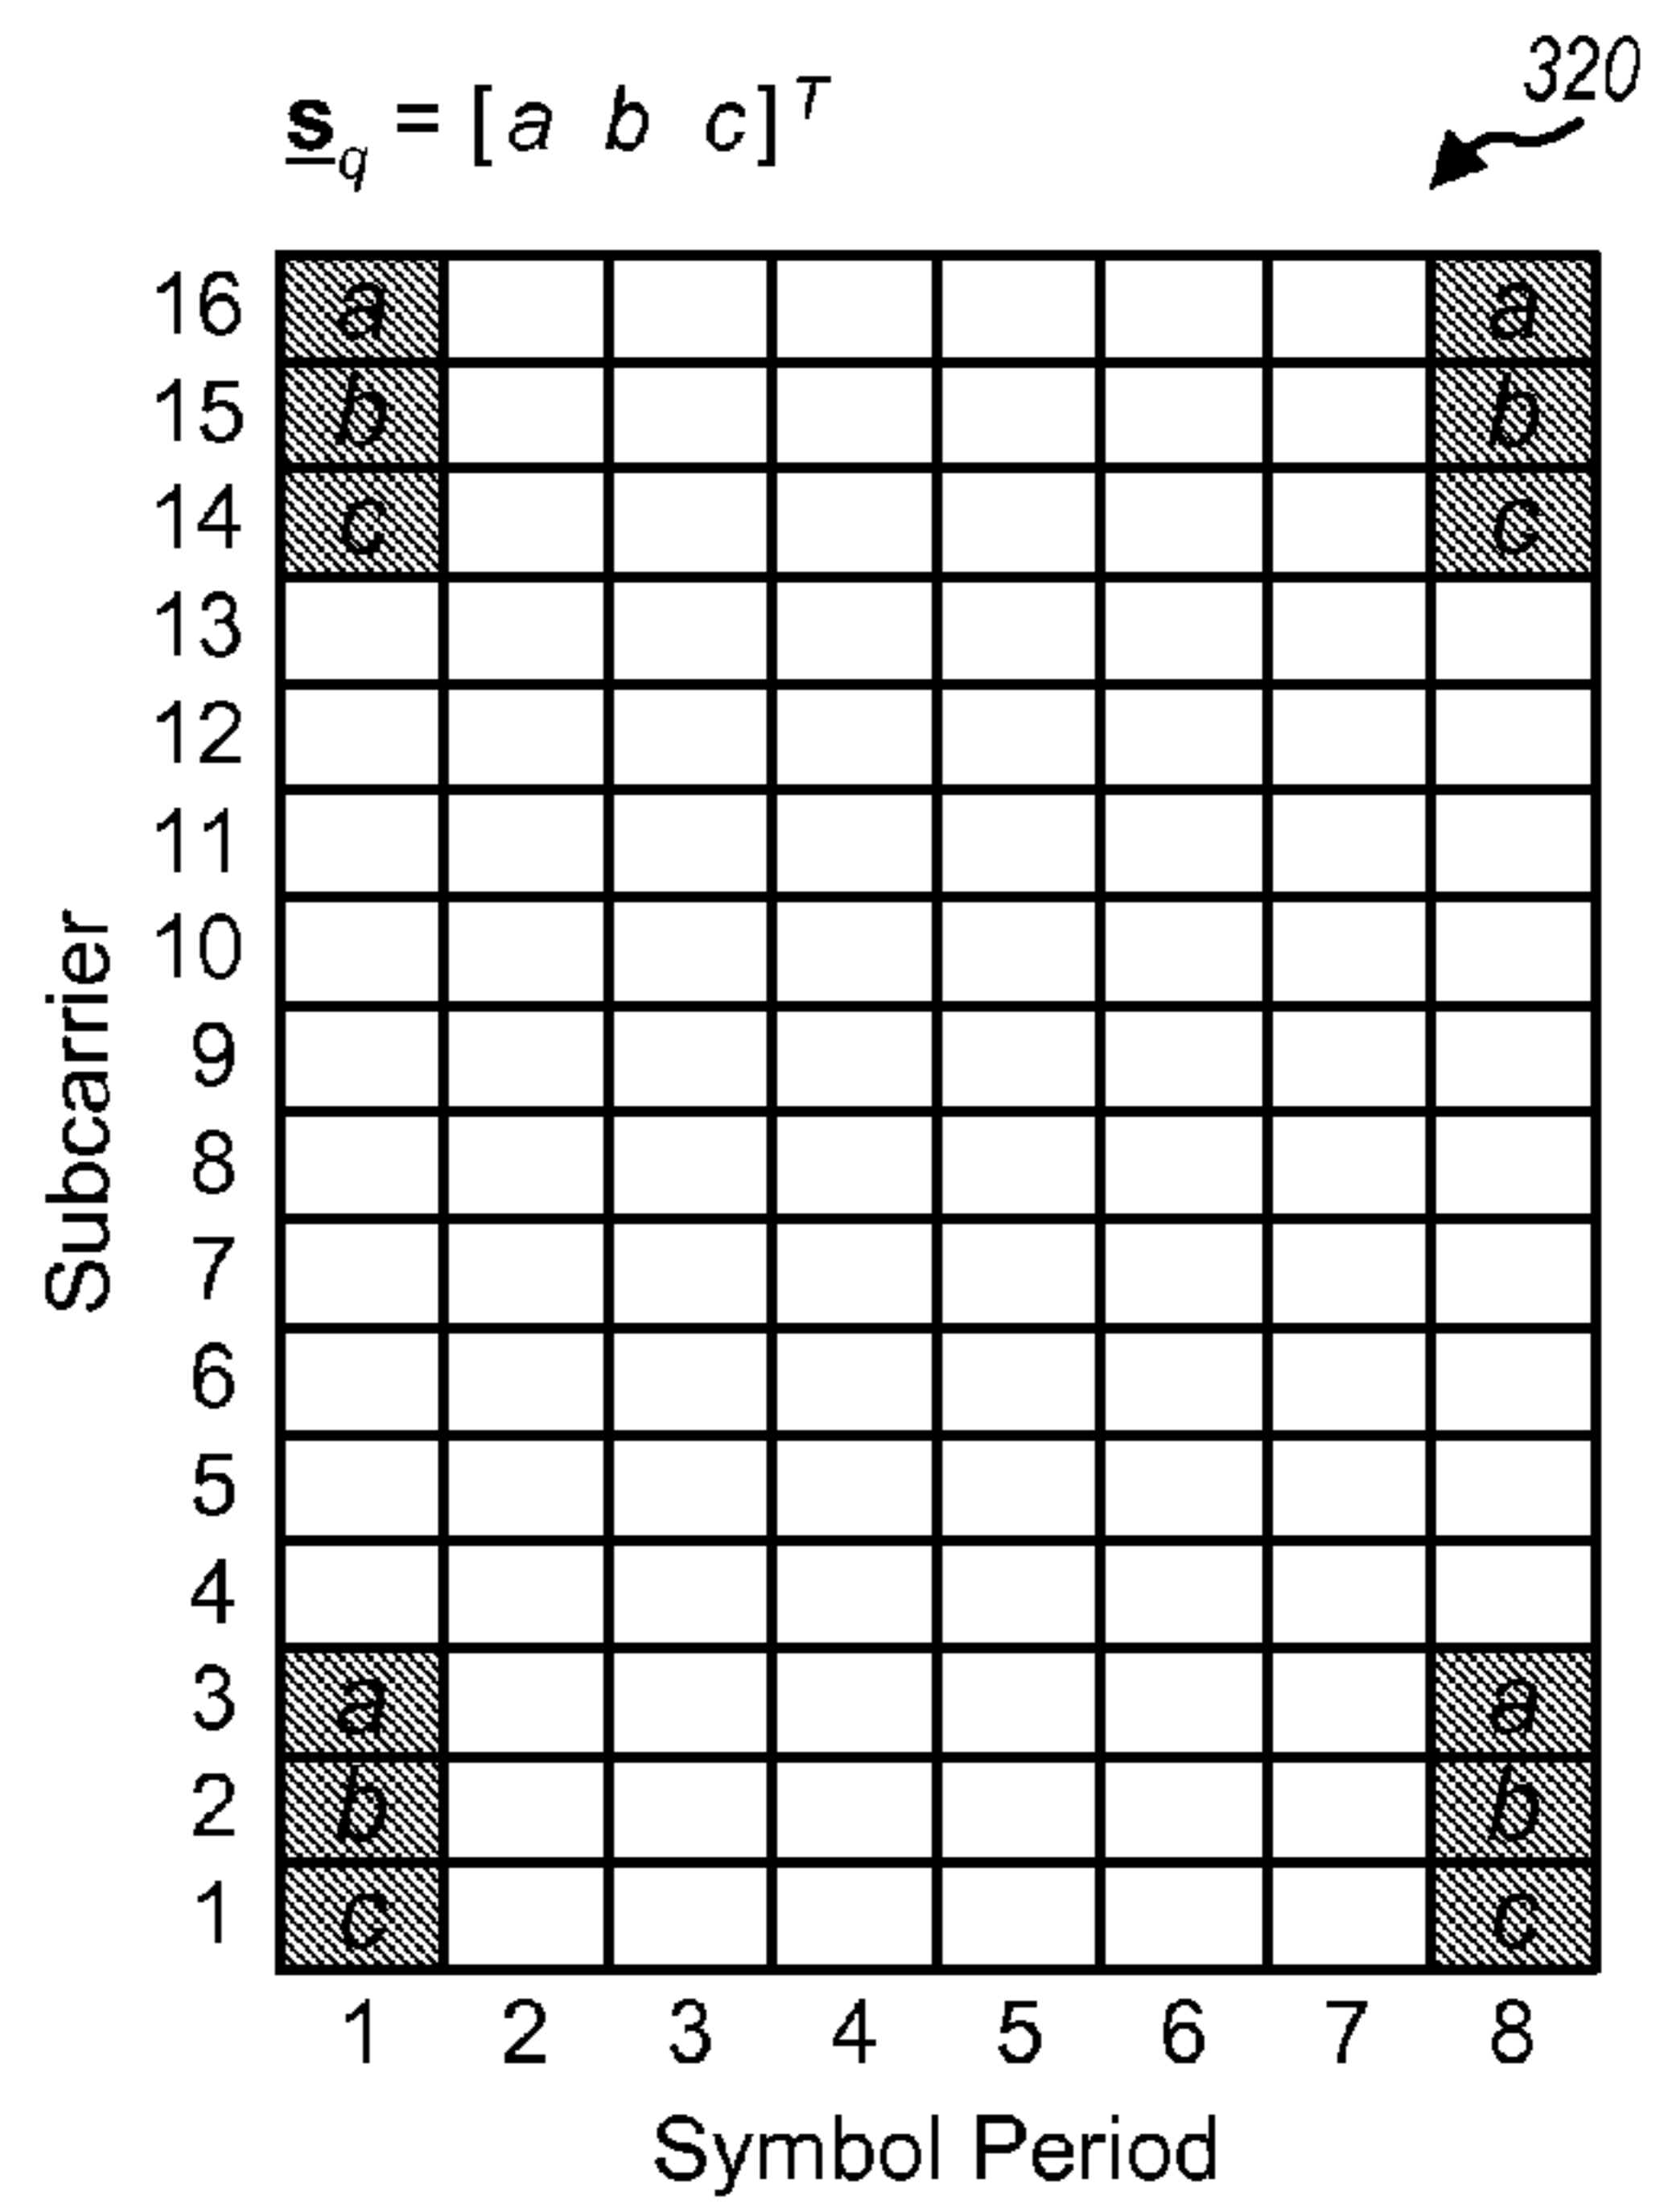 320
s_q = [a b c]^T
16 a a
15 b b
14 c c
13
12
11
10
9
8
7
6
5
4
3 a a
2 b b
1 c c
Subcarrier
1 2 3 4 5 6 7 8
Symbol Period